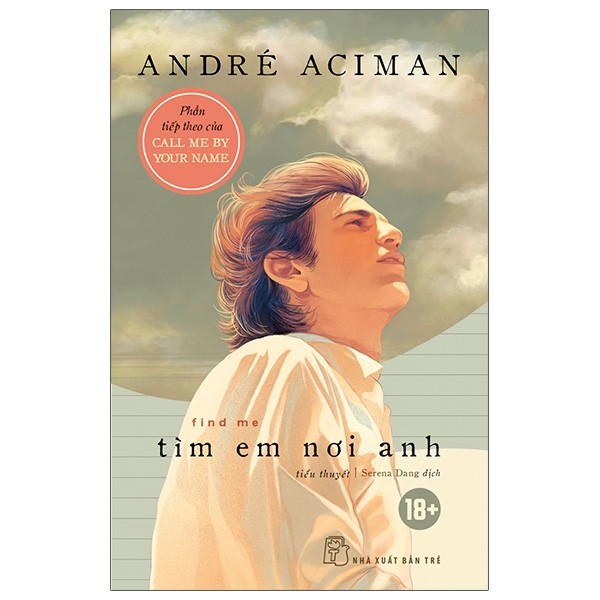 ANDRÉ ACIMAN
Phần
tiếp theo của
CALL ME BY
YOUR NAME
find me
tìm em nơi anh
tiểu thuyết | Serena Dang dịch
18+
NHÀ XUẤT BẢN TRẺ